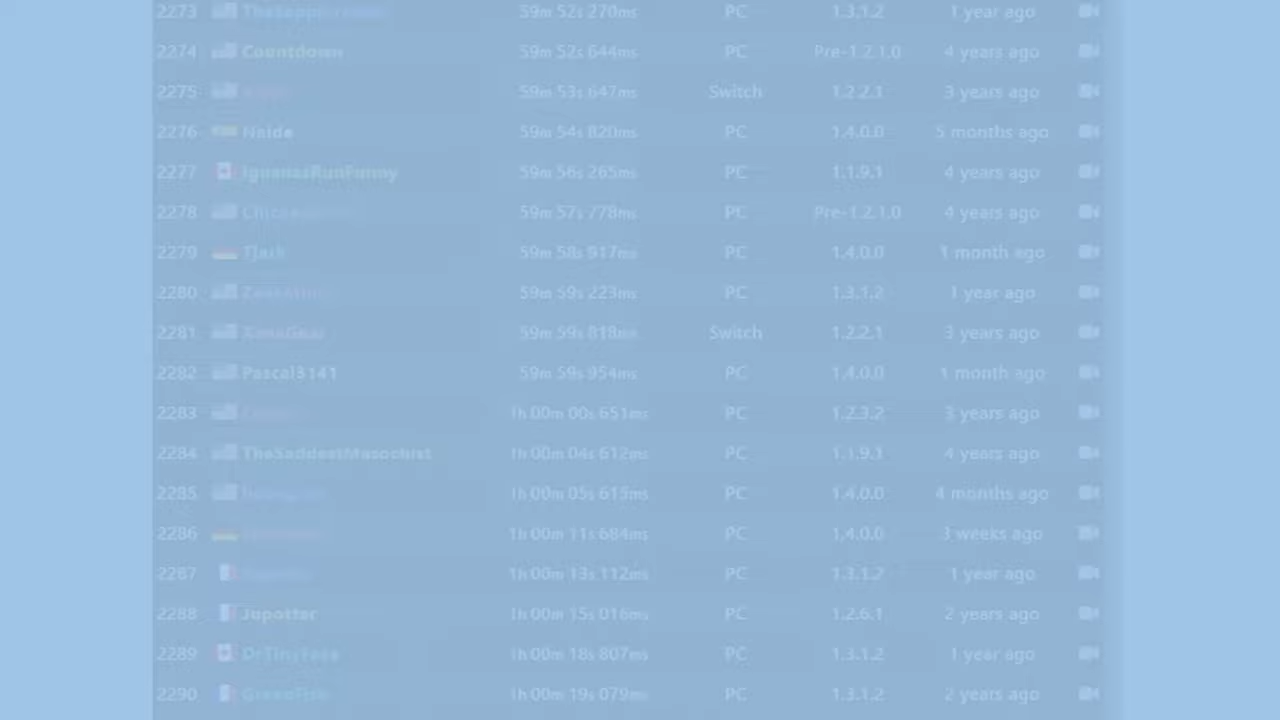 2273 59m 52s 270ms PC 1.3.1.2 1 year ago
2274 Countdown 59m 52s 644ms PC Pre-1.2.1.0 4 years ago
2275 59m 53s 647ms Switch 1.2.2.1 3 years ago
2276 Naide 59m 54s 820ms PC 1.4.0.0 5 months ago
2277 IguanasRunFunny 59m 56s 265ms PC 1.1.9.1 4 years ago
2278 59m 57s 778ms PC Pre-1.2.1.0 4 years ago
2279 TJark 59m 58s 917ms PC 1.4.0.0 1 month ago
2280 59m 59s 223ms PC 1.3.1.2 1 year ago
2281 59m 59s 818ms Switch 1.2.2.1 3 years ago
2282 Pascal3141 59m 59s 954ms PC 1.4.0.0 1 month ago
2283 1h 00m 00s 651ms PC 1.2.3.2 3 years ago
2284 TheSaddestMasochist 1h 00m 04s 612ms PC 1.1.9.1 4 years ago
2285 1h 00m 05s 615ms PC 1.4.0.0 4 months ago
2286 1h 00m 11s 684ms PC 1.4.0.0 3 weeks ago
2287 1h 00m 13s 112ms PC 1.3.1.2 1 year ago
2288 Jupotter 1h 00m 15s 016ms PC 1.2.6.1 2 years ago
2289 DrTinyFace 1h 00m 18s 807ms PC 1.3.1.2 1 year ago
2290 1h 00m 19s 079ms PC 1.3.1.2 2 years ago